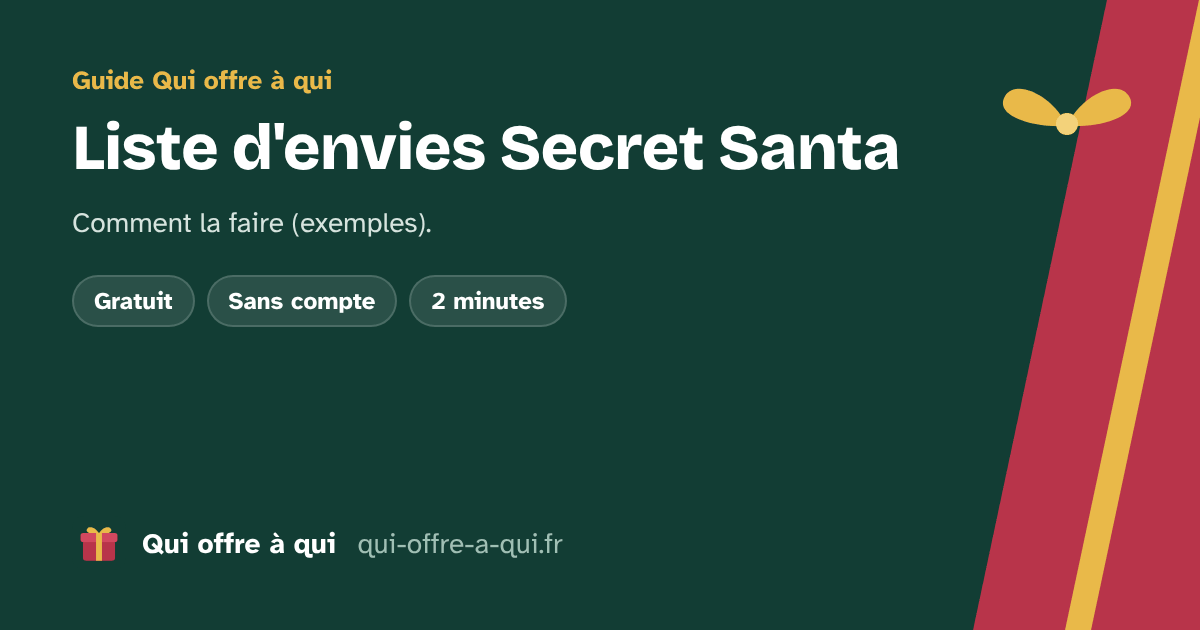 Guide Qui offre à qui
Liste d'envies Secret Santa
Comment la faire (exemples).
Gratuit Sans compte 2 minutes
Qui offre à qui qui-offre-a-qui.fr